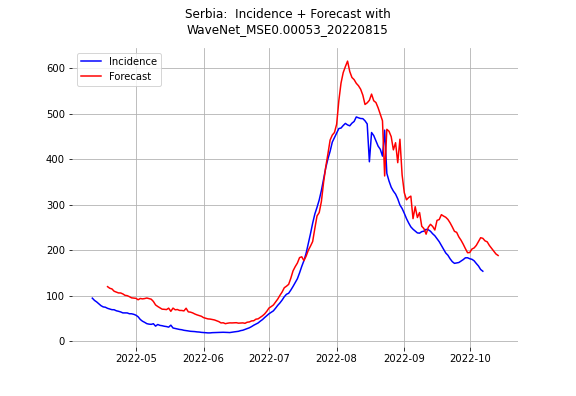 Serbia:  Incidence + Forecast with
WaveNet_MSE0.00053_20220815
Incidence
Forecast
600
500
400
300
200
100
0
2022-05 2022-06 2022-07 2022-08 2022-09 2022-10